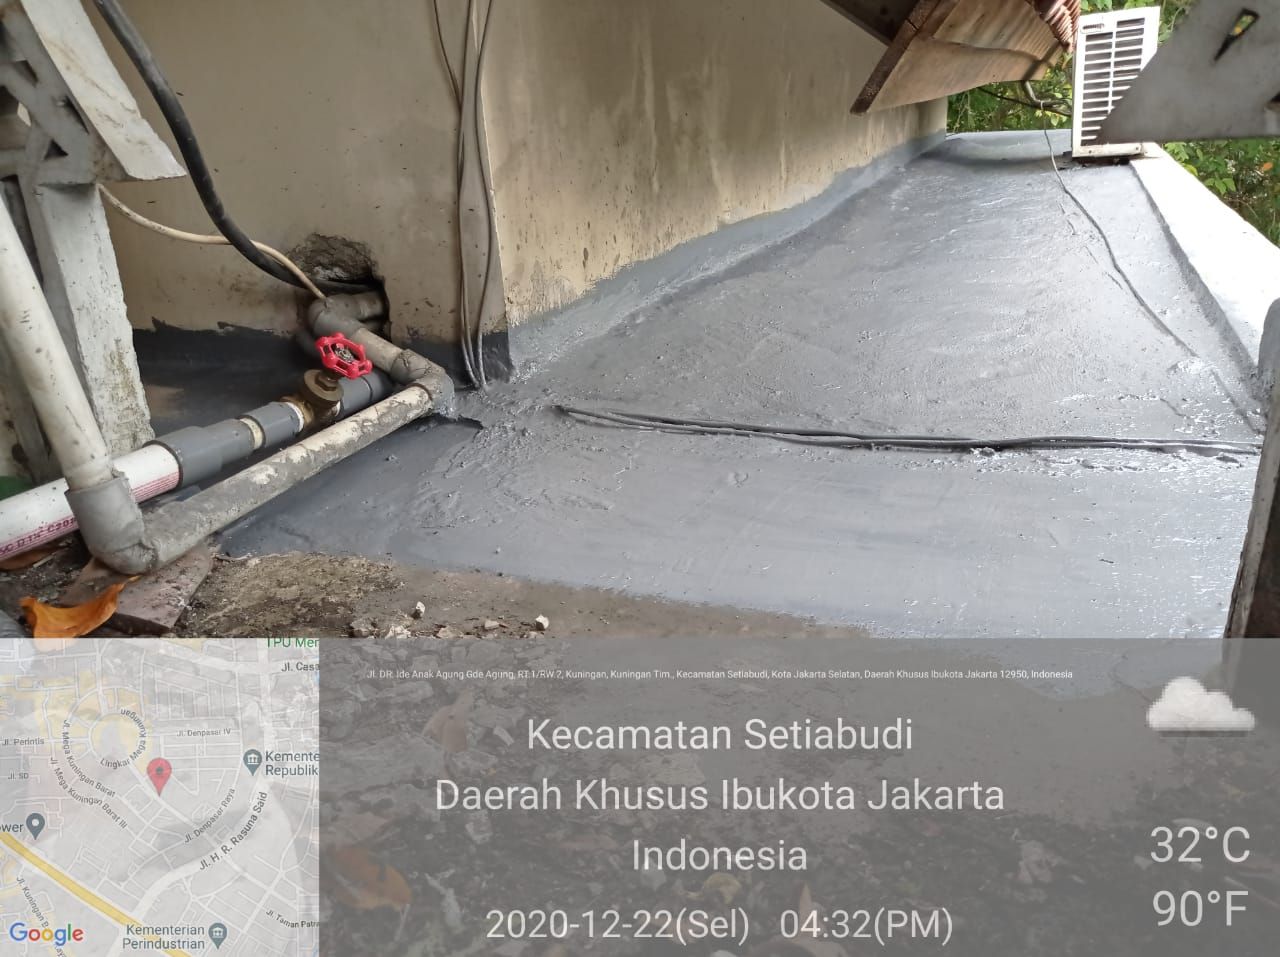 Jl. DR. Ide Anak Agung Gde Agung, RT.1/RW.2, Kuningan, Kuningan Tim., Kecamatan Setiabudi, Kota Jakarta Selatan, Daerah Khusus Ibukota Jakarta 12950, Indonesia
Kecamatan Setiabudi
Daerah Khusus Ibukota Jakarta
Indonesia
2020-12-22(Sel) 04:32(PM)
32°C
90°F
TPU Men
Jl. Casa
Kuningan
Jl. Denpasar IV
Jl. Perintis
Lingkar Mega
Jl. Mega Kuningan Barat
Kemente
Republik
Jl. SD
Jl. Mega Kuningan Barat III
Jl. Denpasar Raya
Jl. H. R. Rasuna Said
ower
Jl. Kuningan B
Jl. Taman Patra
Kementerian
Perindustrian
Google